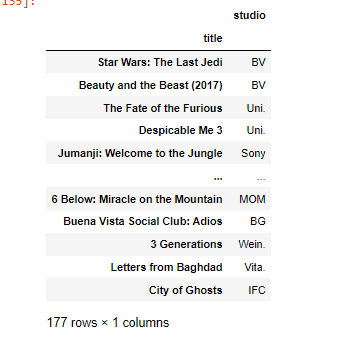 135]:
studio
title
Star Wars: The Last Jedi BV
Beauty and the Beast (2017) BV
The Fate of the Furious Uni.
Despicable Me 3 Uni.
Jumanji: Welcome to the Jungle Sony
... ...
6 Below: Miracle on the Mountain MOM
Buena Vista Social Club: Adios BG
3 Generations Wein.
Letters from Baghdad Vita.
City of Ghosts IFC
177 rows × 1 columns